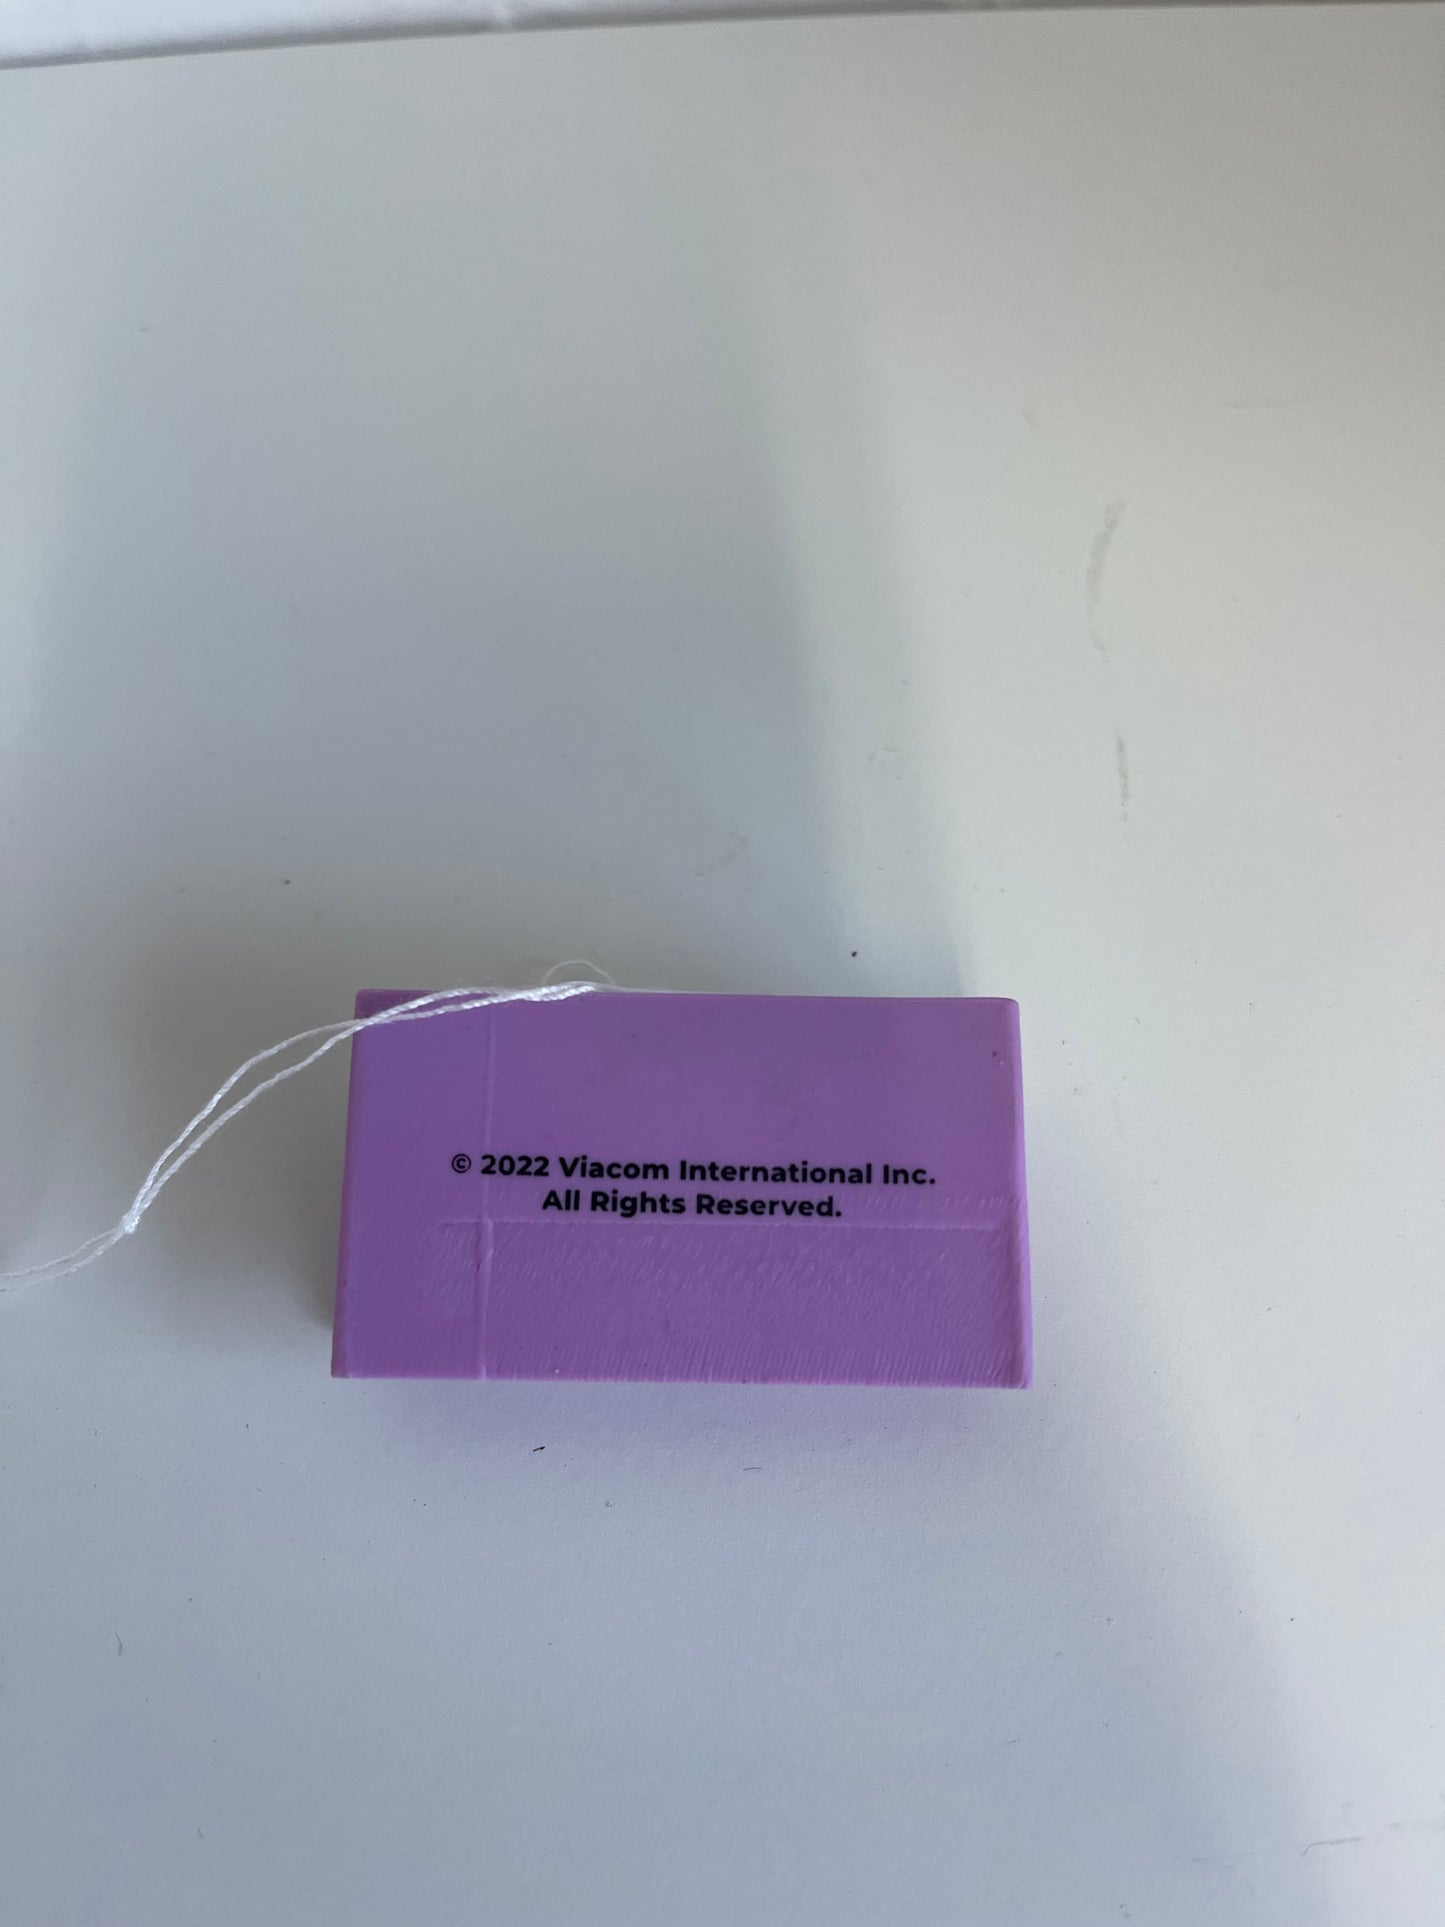 © 2022 Viacom International Inc.
All Rights Reserved.